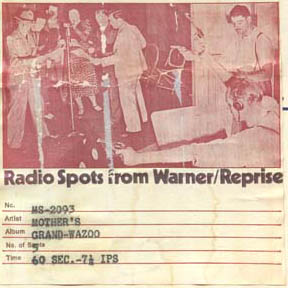 Radio Spots from Warner/Reprise
No. MS-2093
Artist MOTHER'S
Album GRAND-WAZOO
No. of Spots 5
Time 60 SEC.-7½ IPS